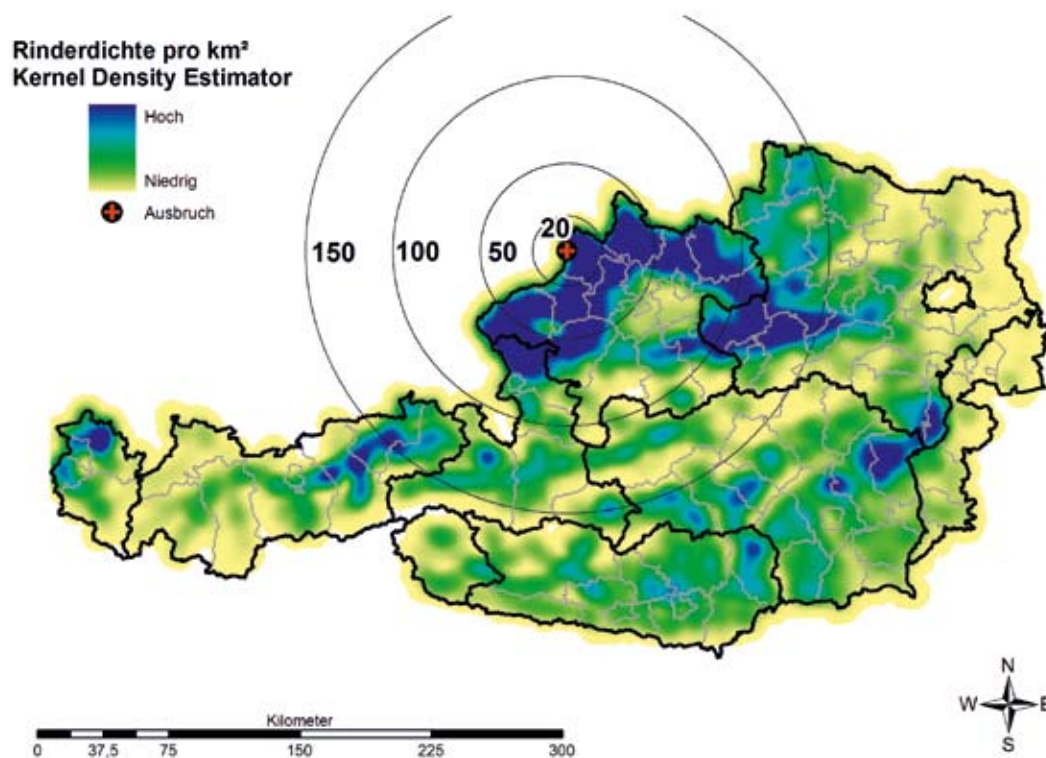 Rinderdichte pro km²
Kernel Density Estimator
Hoch
Niedrig
Ausbruch
150 100 50 20
N
W E
S
Kilometer
0 37,5 75 150 225 300